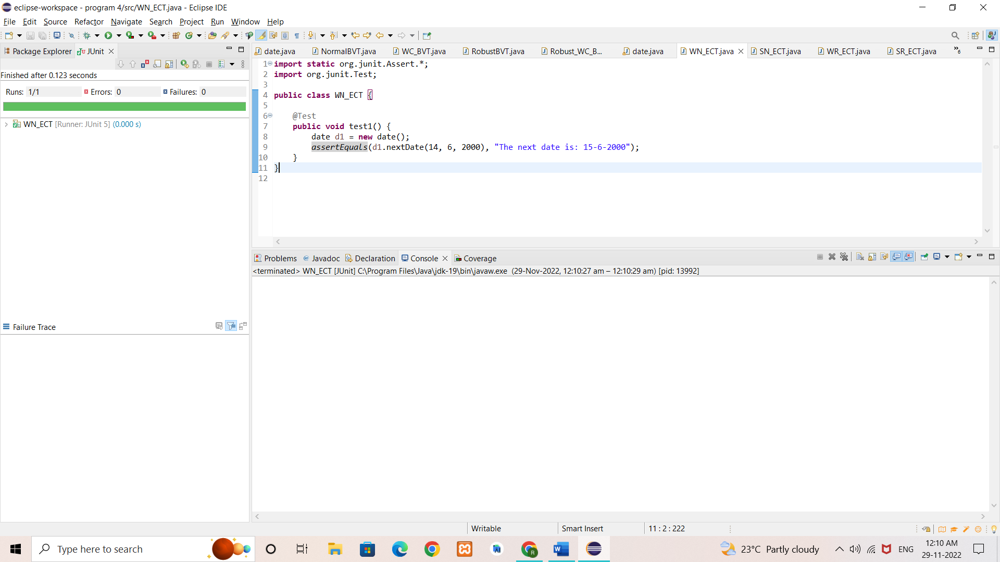 eclipse-workspace - program 4/src/WN_ECT.java - Eclipse IDE
File Edit Source Refactor Navigate Search Project Run Window Help
Package Explorer JUnit
Finished after 0.123 seconds
Runs: 1/1 Errors: 0 Failures: 0
WN_ECT [Runner: JUnit 5] (0.000 s)
Failure Trace
date.java NormalBVT.java WC_BVT.java RobustBVT.java Robust_WC_B... date.java WN_ECT.java SN_ECT.java WR_ECT.java SR_ECT.java »6
1 import static org.junit.Assert.*;
2 import org.junit.Test;
3
4 public class WN_ECT {
5
6 @Test
7 public void test1() {
8 date d1 = new date();
9 assertEquals(d1.nextDate(14, 6, 2000), "The next date is: 15-6-2000");
10 }
11 }
12
Problems Javadoc Declaration Console Coverage
<terminated> WN_ECT [JUnit] C:\Program Files\Java\jdk-19\bin\javaw.exe (29-Nov-2022, 12:10:27 am – 12:10:29 am) [pid: 13992]
Writable Smart Insert 11 : 2 : 222
Type here to search
23°C Partly cloudy
ENG
12:10 AM
29-11-2022